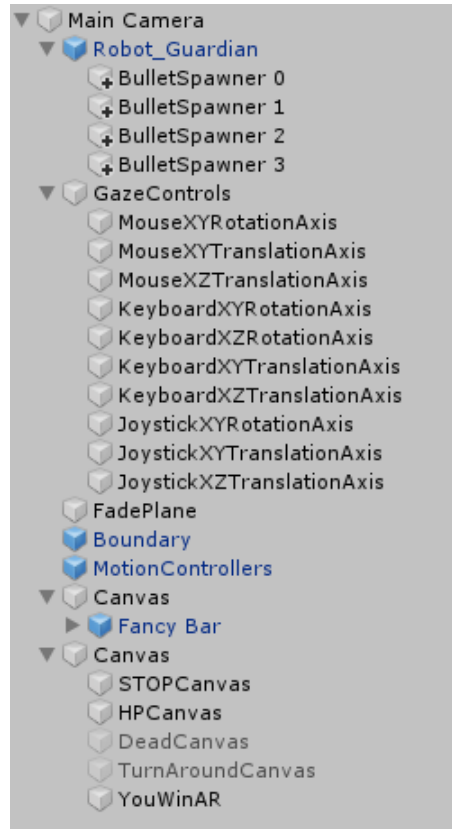 Main Camera
Robot_Guardian
BulletSpawner 0
BulletSpawner 1
BulletSpawner 2
BulletSpawner 3
GazeControls
MouseXYRotationAxis
MouseXYTranslationAxis
MouseXZTranslationAxis
KeyboardXYRotationAxis
KeyboardXZRotationAxis
KeyboardXYTranslationAxis
KeyboardXZTranslationAxis
JoystickXYRotationAxis
JoystickXYTranslationAxis
JoystickXZTranslationAxis
FadePlane
Boundary
MotionControllers
Canvas
Fancy Bar
Canvas
STOPCanvas
HPCanvas
DeadCanvas
TurnAroundCanvas
YouWinAR